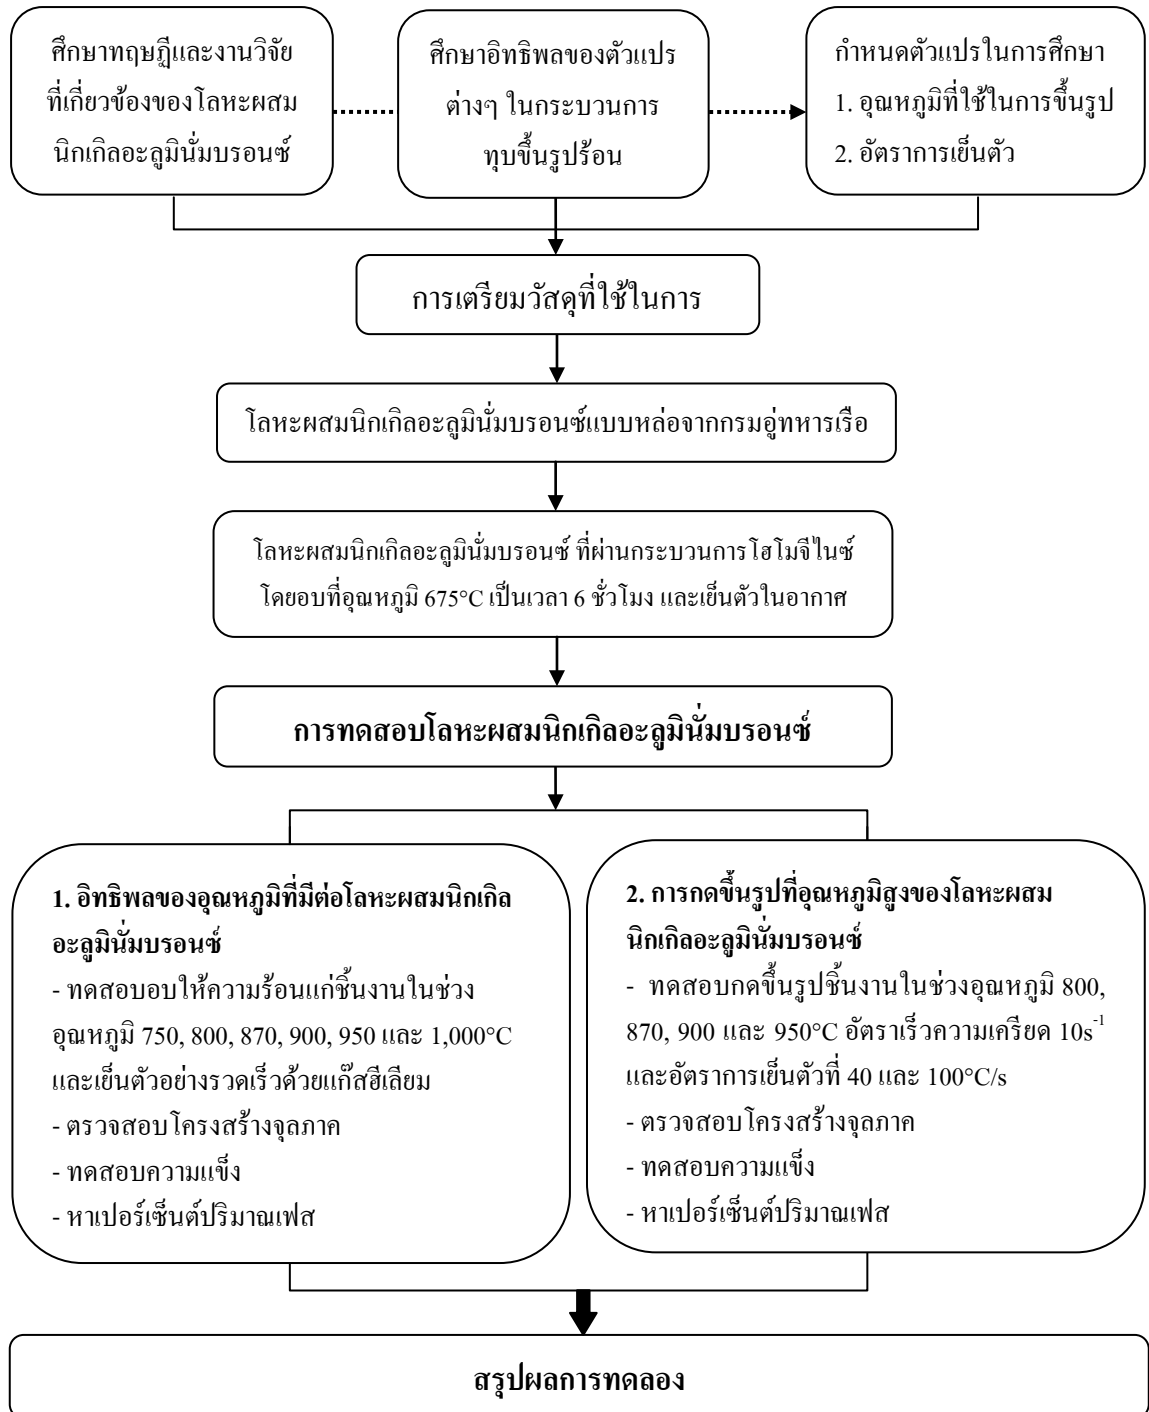 ศึกษาทฤษฎีและงานวิจัย
ที่เกี่ยวข้องของโลหะผสม
นิกเกิลอะลูมินั่มบรอนซ์
ศึกษาอิทธิพลของตัวแปร
ต่างๆ ในกระบวนการ
ทุบขึ้นรูปร้อน
กำหนดตัวแปรในการศึกษา
1. อุณหภูมิที่ใช้ในการขึ้นรูป
2. อัตราการเย็นตัว
การเตรียมวัสดุที่ใช้ในการ
โลหะผสมนิกเกิลอะลูมินั่มบรอนซ์แบบหล่อจากกรมอู่ทหารเรือ
โลหะผสมนิกเกิลอะลูมินั่มบรอนซ์ ที่ผ่านกระบวนการโฮโมจีไนซ์
โดยอบที่อุณหภูมิ 675°C เป็นเวลา 6 ชั่วโมง และเย็นตัวในอากาศ
การทดสอบโลหะผสมนิกเกิลอะลูมินั่มบรอนซ์
1. อิทธิพลของอุณหภูมิที่มีต่อโลหะผสมนิกเกิล
อะลูมินั่มบรอนซ์
- ทดสอบอบให้ความร้อนแก่ชิ้นงานในช่วง
อุณหภูมิ 750, 800, 870, 900, 950 และ 1,000°C
และเย็นตัวอย่างรวดเร็วด้วยแก๊สฮีเลียม
- ตรวจสอบโครงสร้างจุลภาค
- ทดสอบความแข็ง
- หาเปอร์เซ็นต์ปริมาณเฟส
2. การกดขึ้นรูปที่อุณหภูมิสูงของโลหะผสม
นิกเกิลอะลูมินั่มบรอนซ์
- ทดสอบกดขึ้นรูปชิ้นงานในช่วงอุณหภูมิ 800,
870, 900 และ 950°C อัตราเร็วความเครียด 10s⁻¹
และอัตราการเย็นตัวที่ 40 และ 100°C/s
- ตรวจสอบโครงสร้างจุลภาค
- ทดสอบความแข็ง
- หาเปอร์เซ็นต์ปริมาณเฟส
สรุปผลการทดลอง